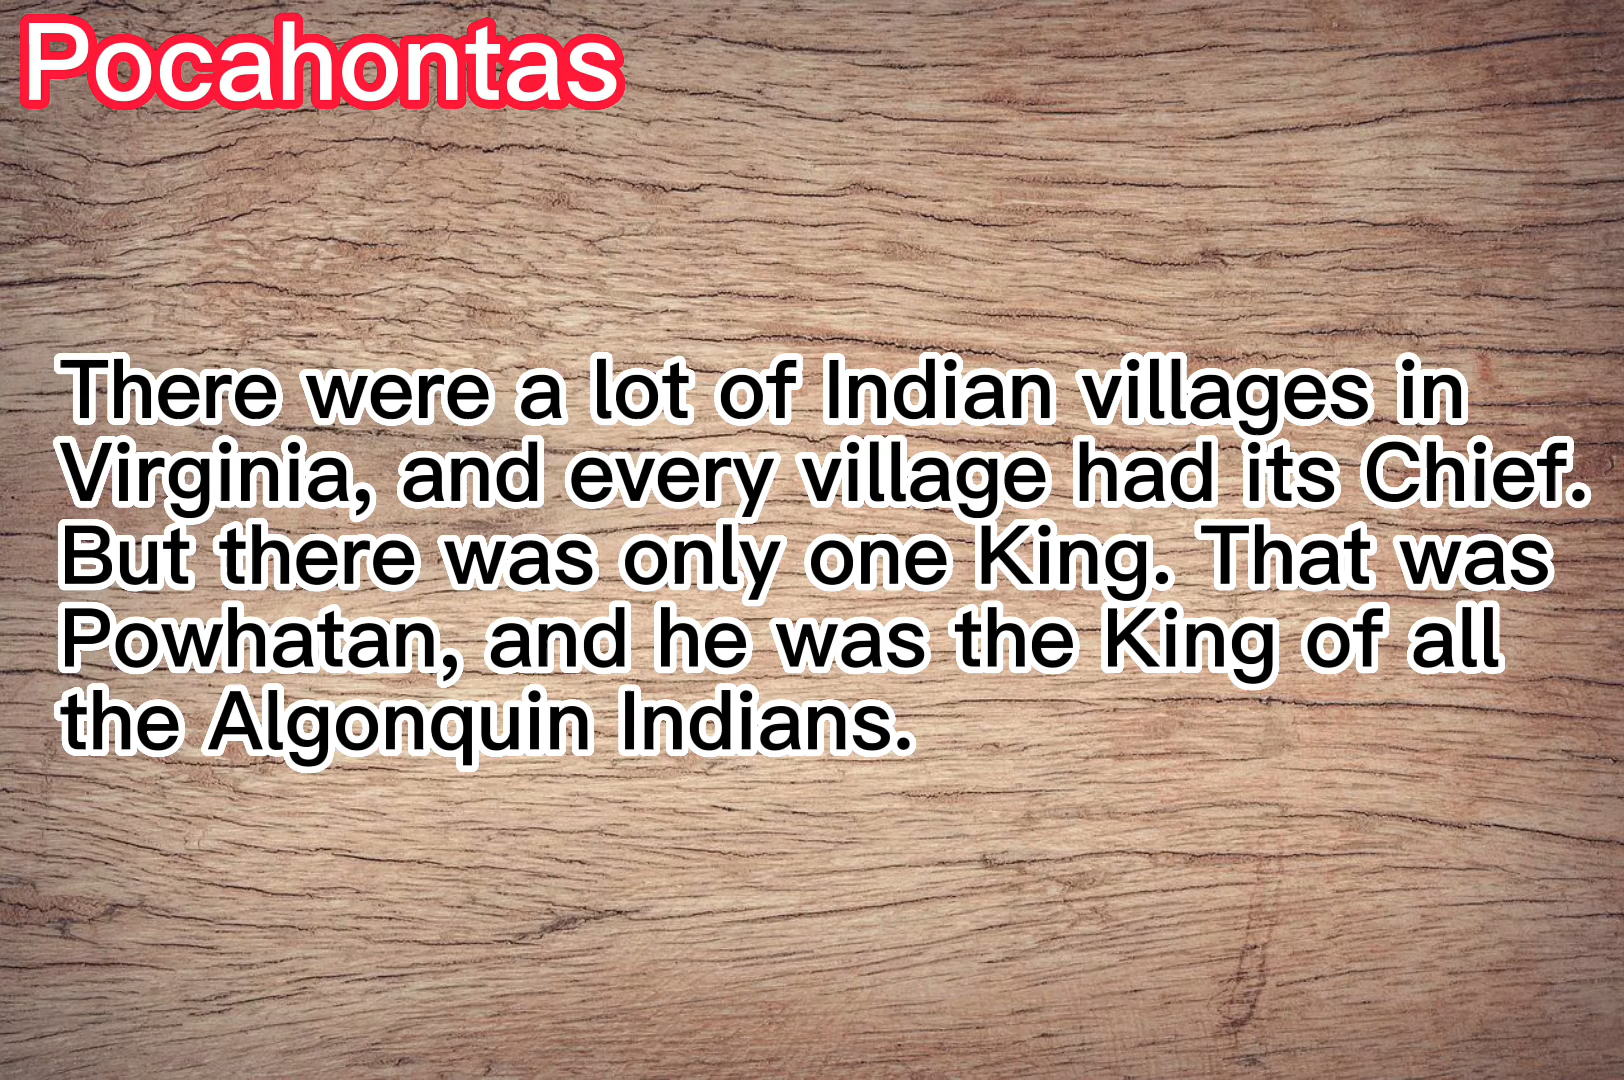 Pocahontas
There were a lot of Indian villages in
Virginia, and every village had its Chief.
But there was only one King. That was
Powhatan, and he was the King of all
the Algonquin Indians.